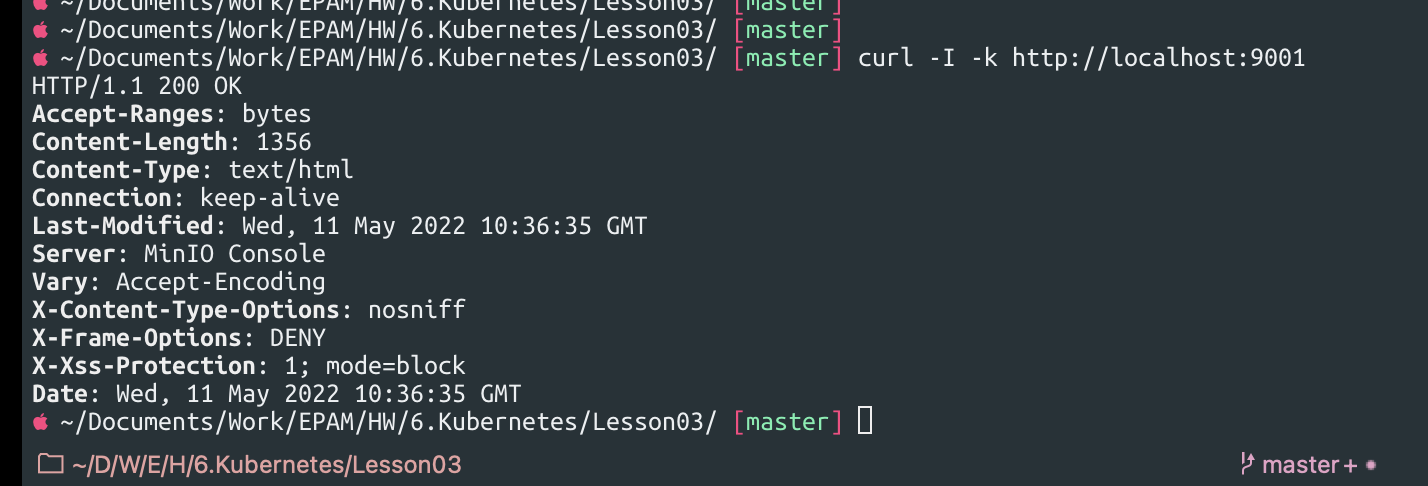 ~/Documents/Work/EPAM/HW/6.Kubernetes/Lesson03/ [master]
~/Documents/Work/EPAM/HW/6.Kubernetes/Lesson03/ [master]
~/Documents/Work/EPAM/HW/6.Kubernetes/Lesson03/ [master] curl -I -k http://localhost:9001
HTTP/1.1 200 OK
Accept-Ranges: bytes
Content-Length: 1356
Content-Type: text/html
Connection: keep-alive
Last-Modified: Wed, 11 May 2022 10:36:35 GMT
Server: MinIO Console
Vary: Accept-Encoding
X-Content-Type-Options: nosniff
X-Frame-Options: DENY
X-Xss-Protection: 1; mode=block
Date: Wed, 11 May 2022 10:36:35 GMT
~/Documents/Work/EPAM/HW/6.Kubernetes/Lesson03/ [master]
~/D/W/E/H/6.Kubernetes/Lesson03 master+